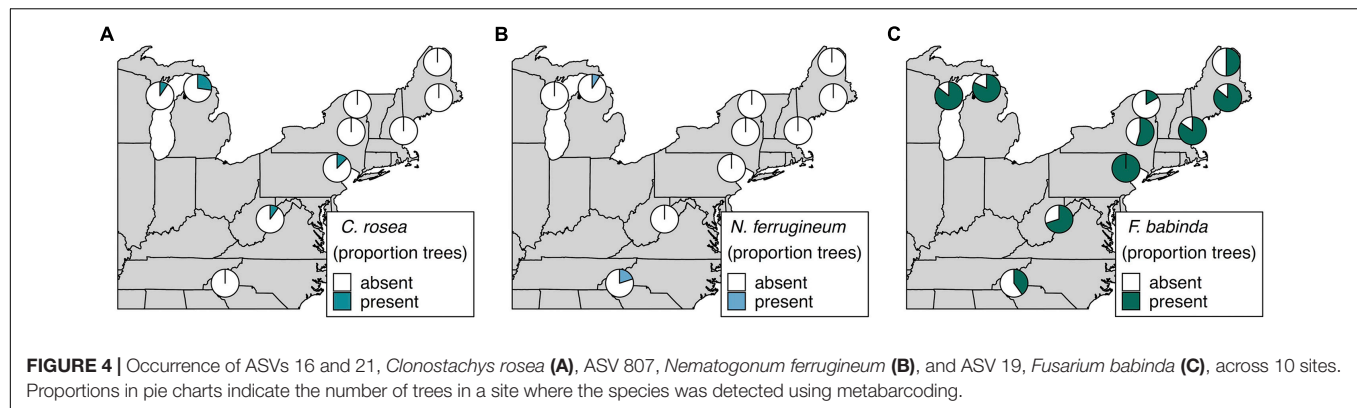 A
B
C
C. rosea
(proportion trees)
absent
present
N. ferrugineum
(proportion trees)
absent
present
F. babinda
(proportion trees)
absent
present
FIGURE 4 | Occurrence of ASVs 16 and 21, Clonostachys rosea (A), ASV 807, Nematogonum ferrugineum (B), and ASV 19, Fusarium babinda (C), across 10 sites.
Proportions in pie charts indicate the number of trees in a site where the species was detected using metabarcoding.